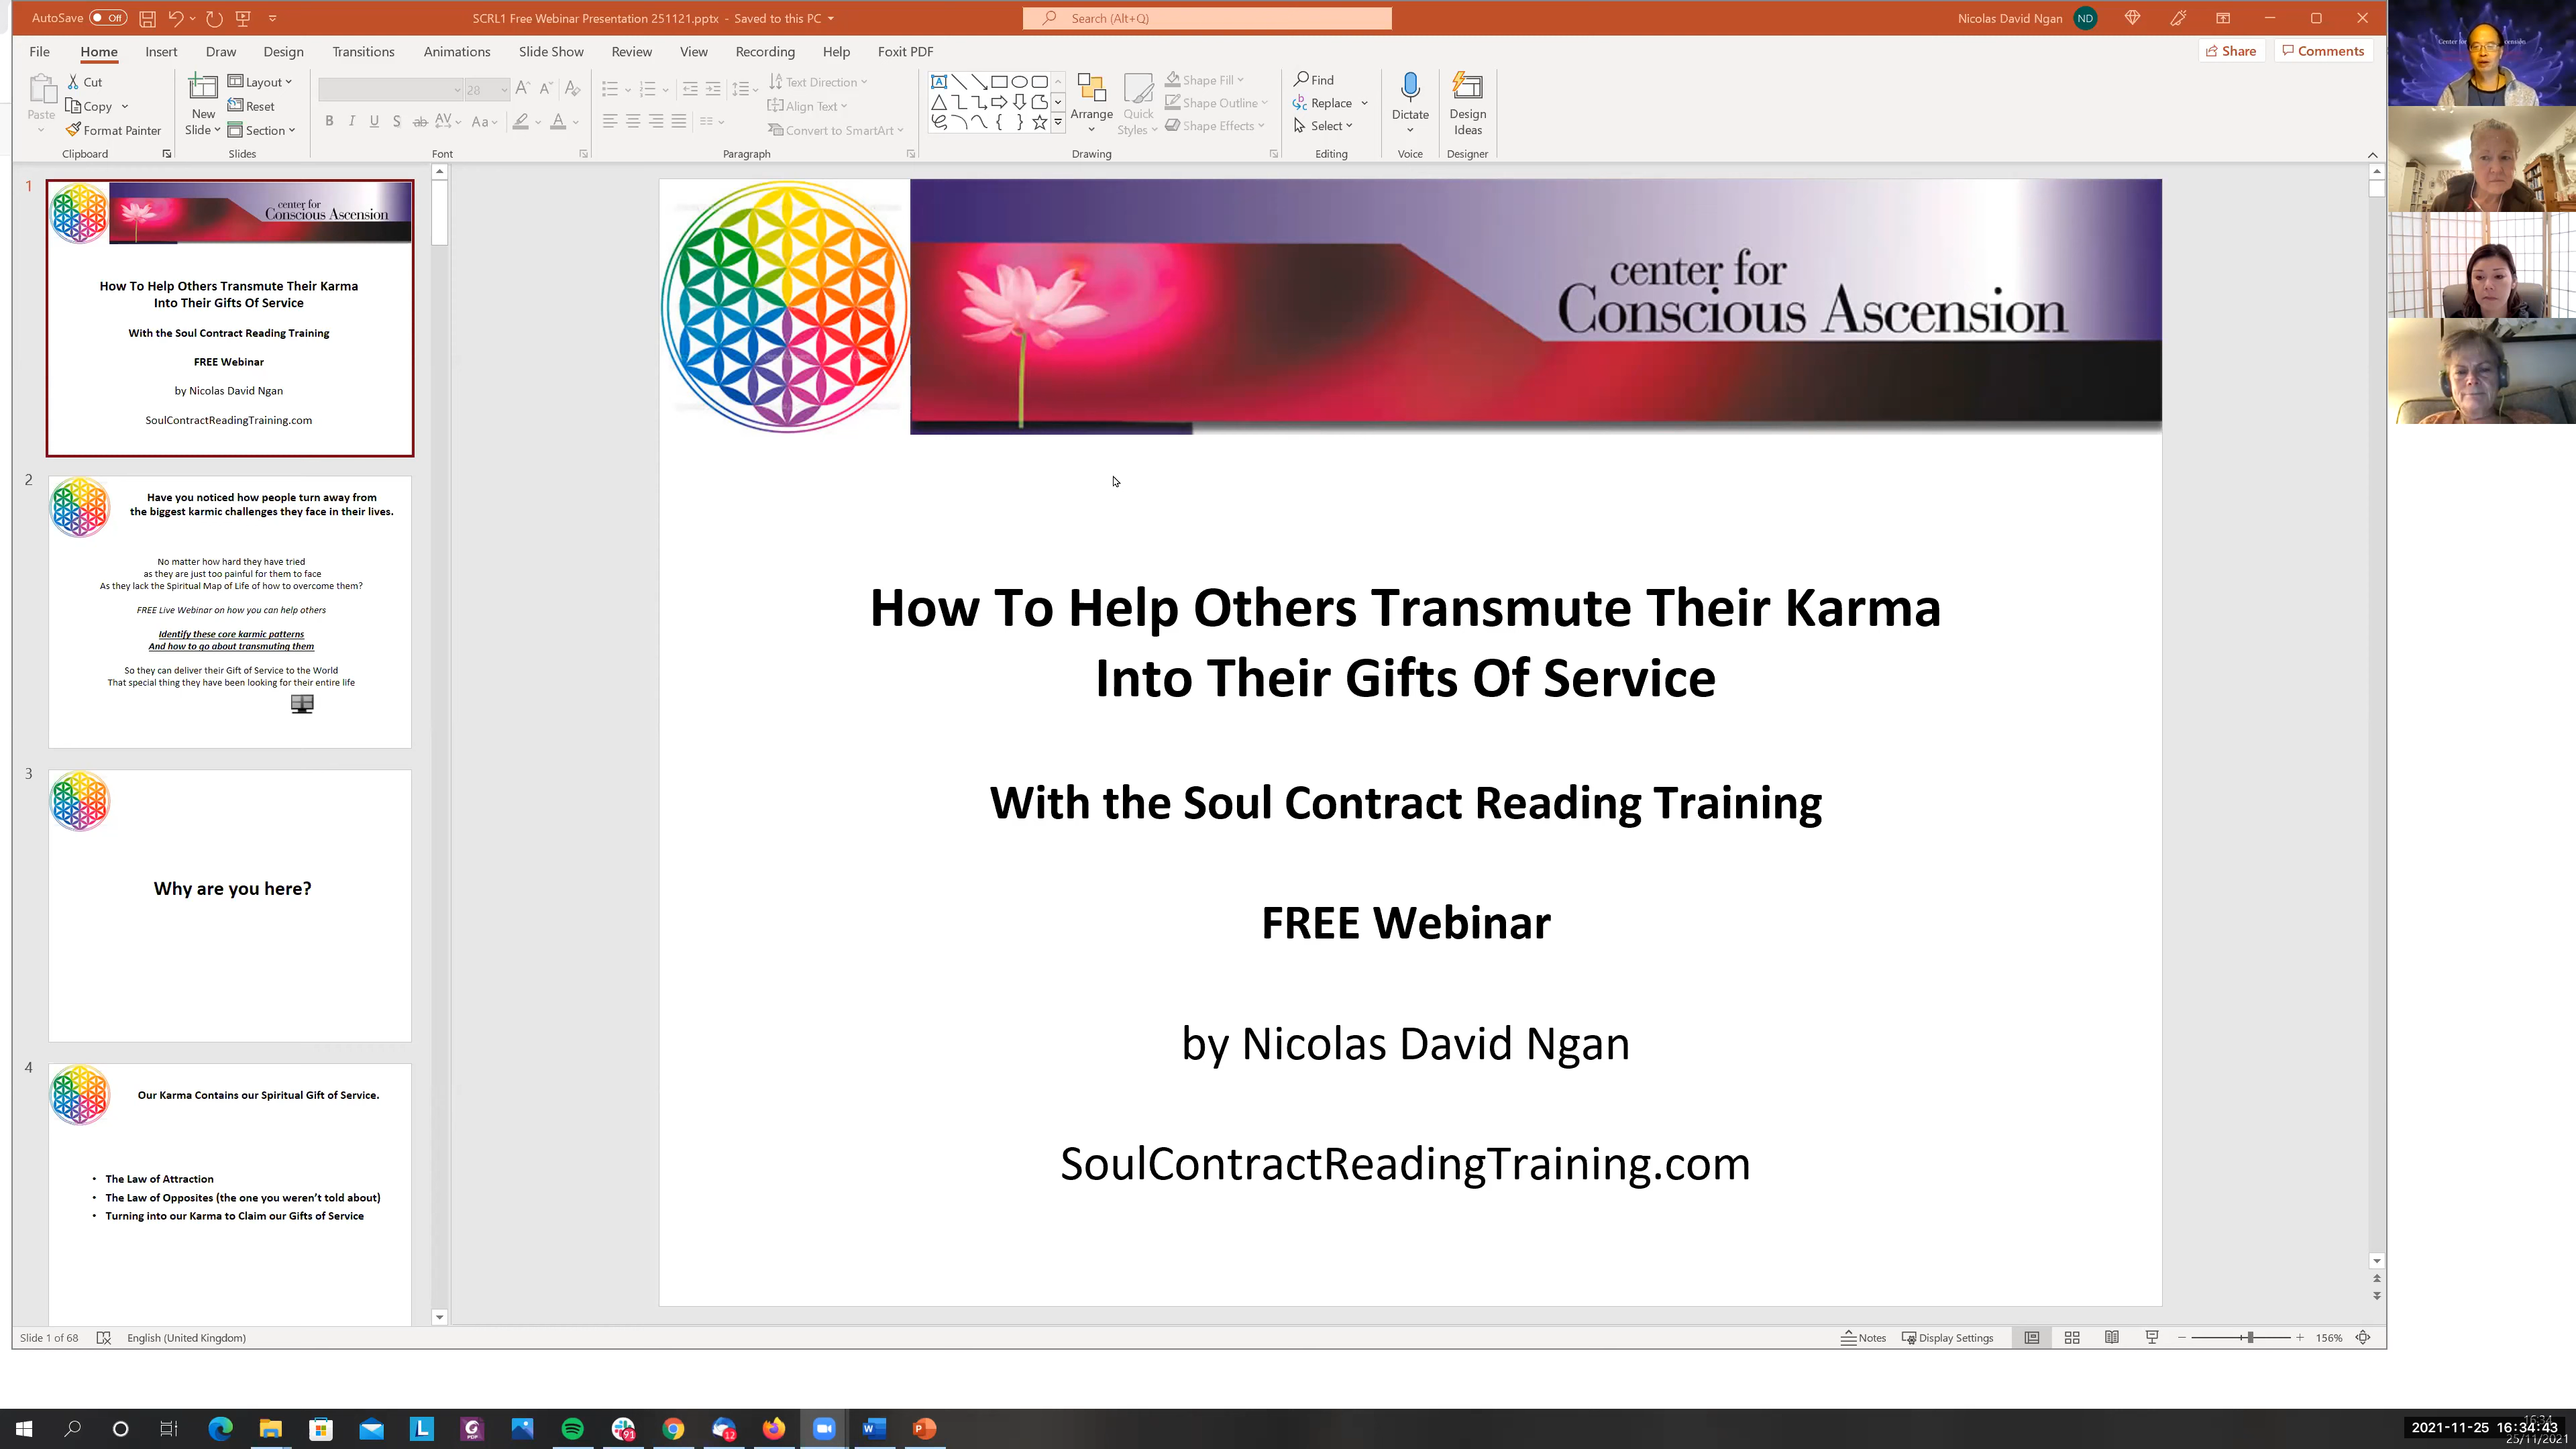 AutoSave Off
SCRL1 Free Webinar Presentation 251121.pptx - Saved to this PC
Search (Alt+Q)
Nicolas David Ngan ND
File Home Insert Draw Design Transitions Animations Slide Show Review View Recording Help Foxit PDF
Share Comments
Paste
Cut
Copy
Format Painter
Clipboard
New
Slide
Layout
Reset
Section
Slides
28
B I U S ab AV Aa A
Font
Text Direction
Align Text
Convert to SmartArt
Paragraph
Arrange
Quick
Styles
Shape Fill
Shape Outline
Shape Effects
Drawing
Find
Replace
Select
Editing
Dictate
Voice
Design
Ideas
Designer
1
center for
Conscious Ascension
How To Help Others Transmute Their Karma
Into Their Gifts Of Service
With the Soul Contract Reading Training
FREE Webinar
by Nicolas David Ngan
SoulContractReadingTraining.com
2
Have you noticed how people turn away from
the biggest karmic challenges they face in their lives.
No matter how hard they have tried
as they are just too painful for them to face
As they lack the Spiritual Map of Life of how to overcome them?
FREE Live Webinar on how you can help others
Identify these core karmic patterns
And how to go about transmuting them
So they can deliver their Gift of Service to the World
That special thing they have been looking for their entire life
3
Why are you here?
4
Our Karma Contains our Spiritual Gift of Service.
• The Law of Attraction
• The Law of Opposites (the one you weren't told about)
• Turning into our Karma to Claim our Gifts of Service
center for
Conscious Ascension
How To Help Others Transmute Their Karma
Into Their Gifts Of Service
With the Soul Contract Reading Training
FREE Webinar
by Nicolas David Ngan
SoulContractReadingTraining.com
Slide 1 of 68
English (United Kingdom)
Notes
Display Settings
156%
91
12
2021-11-25 16:34:43
25/11/2021